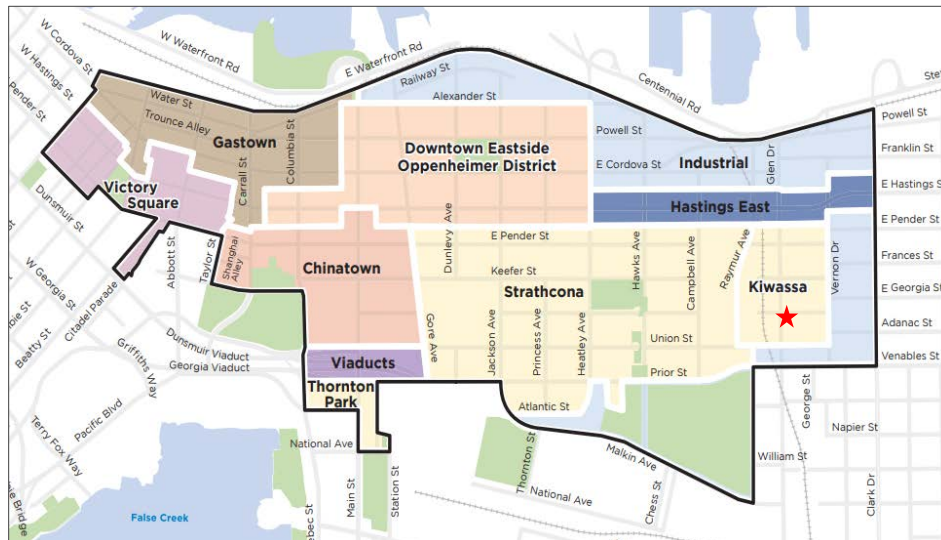 W Cordova St
W Hastings St
Pender St
W Waterfront Rd
E Waterfront Rd
Railway St
Alexander St
Centennial Rd
Water St
Trounce Alley
Gastown
Carrall St
Columbia St
Downtown Eastside
Oppenheimer District
Powell St
E Cordova St
Industrial
Glen Dr
Powell St
Franklin St
E Hastings St
Hastings East
E Pender St
Victory
Square
Dunsmuir St
W Georgia St
Beatty St
Citadel Parade
Abbott St
Taylor St
Shanghai
Alley
Chinatown
Dunlevy Ave
E Pender St
Keefer St
Strathcona
Hawks Ave
Campbell Ave
Raymur Ave
Kiwassa
Vernon Dr
Frances St
E Georgia St
Adanac St
Venables St
Gore Ave
Jackson Ave
Princess Ave
Heatley Ave
Union St
Prior St
Dunsmuir Viaduct
Georgia Viaduct
Viaducts
Thornton
Park
Griffiths Way
Pacific Blvd
Terry Fox Way
Atlantic St
National Ave
Main St
Station St
Thornton St
National Ave
Malkin Ave
Chess St
George St
Napier St
William St
Clark Dr
False Creek
bie St
Bridge
ebec St